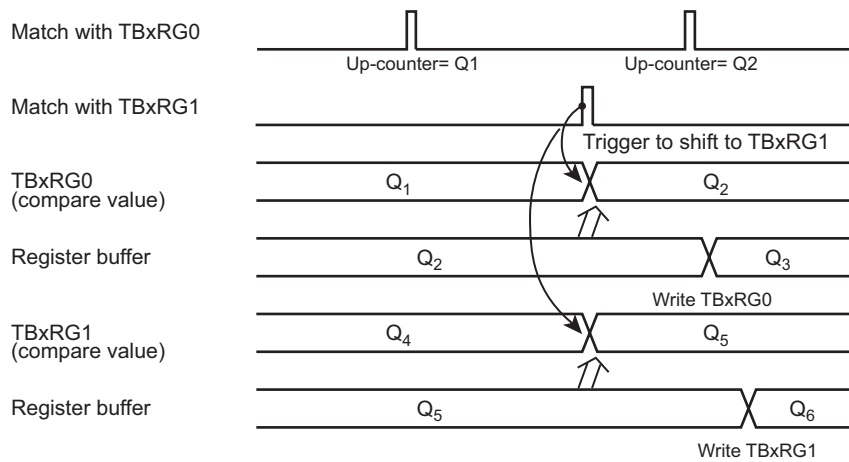 Match with TBxRG0
Up-counter= Q1
Up-counter= Q2
Match with TBxRG1
Trigger to shift to TBxRG1
TBxRG0
(compare value)
Q1
Q2
Register buffer
Q2
Q3
Write TBxRG0
TBxRG1
(compare value)
Q4
Q5
Register buffer
Q5
Q6
Write TBxRG1